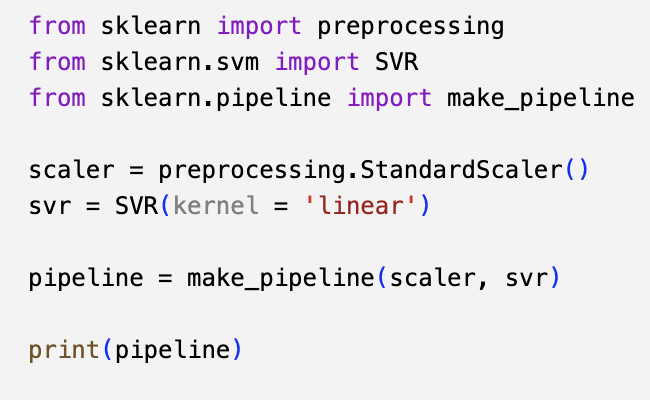 from sklearn import preprocessing
from sklearn.svm import SVR
from sklearn.pipeline import make_pipeline
scaler = preprocessing.StandardScaler()
svr = SVR(kernel = 'linear')
pipeline = make_pipeline(scaler, svr)
print(pipeline)